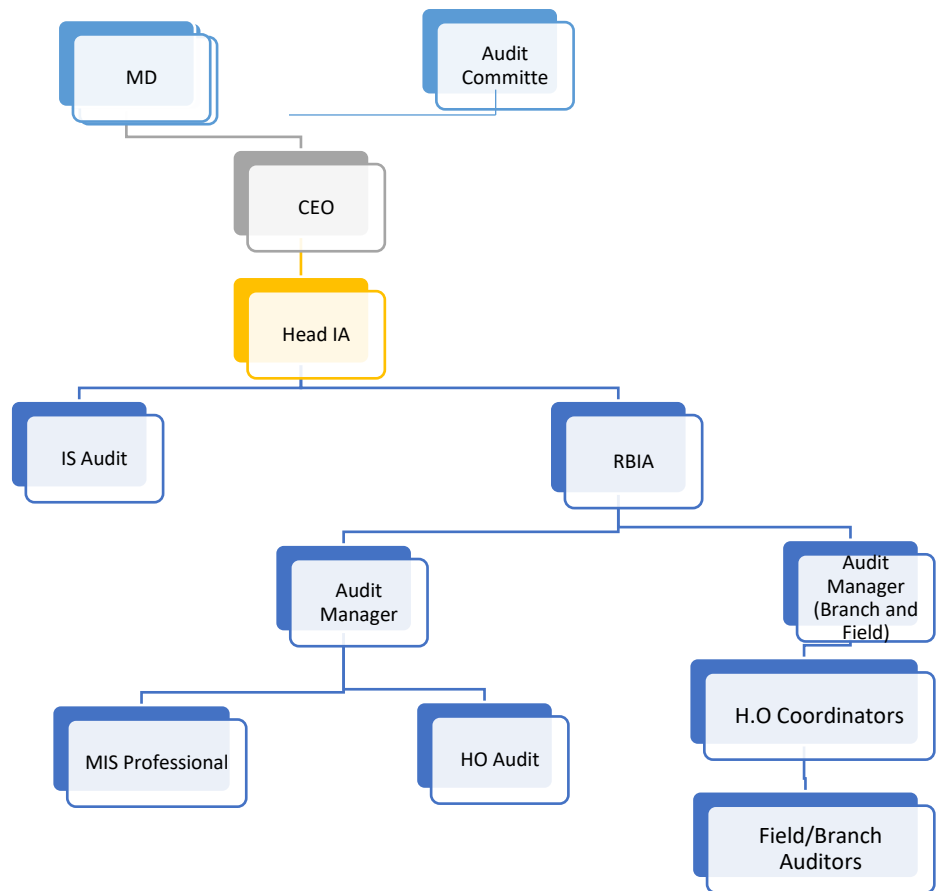 MD
Audit
Committe
CEO
Head IA
IS Audit
RBIA
Audit
Manager
Audit
Manager
(Branch and
Field)
MIS Professional
HO Audit
H.O Coordinators
Field/Branch
Auditors